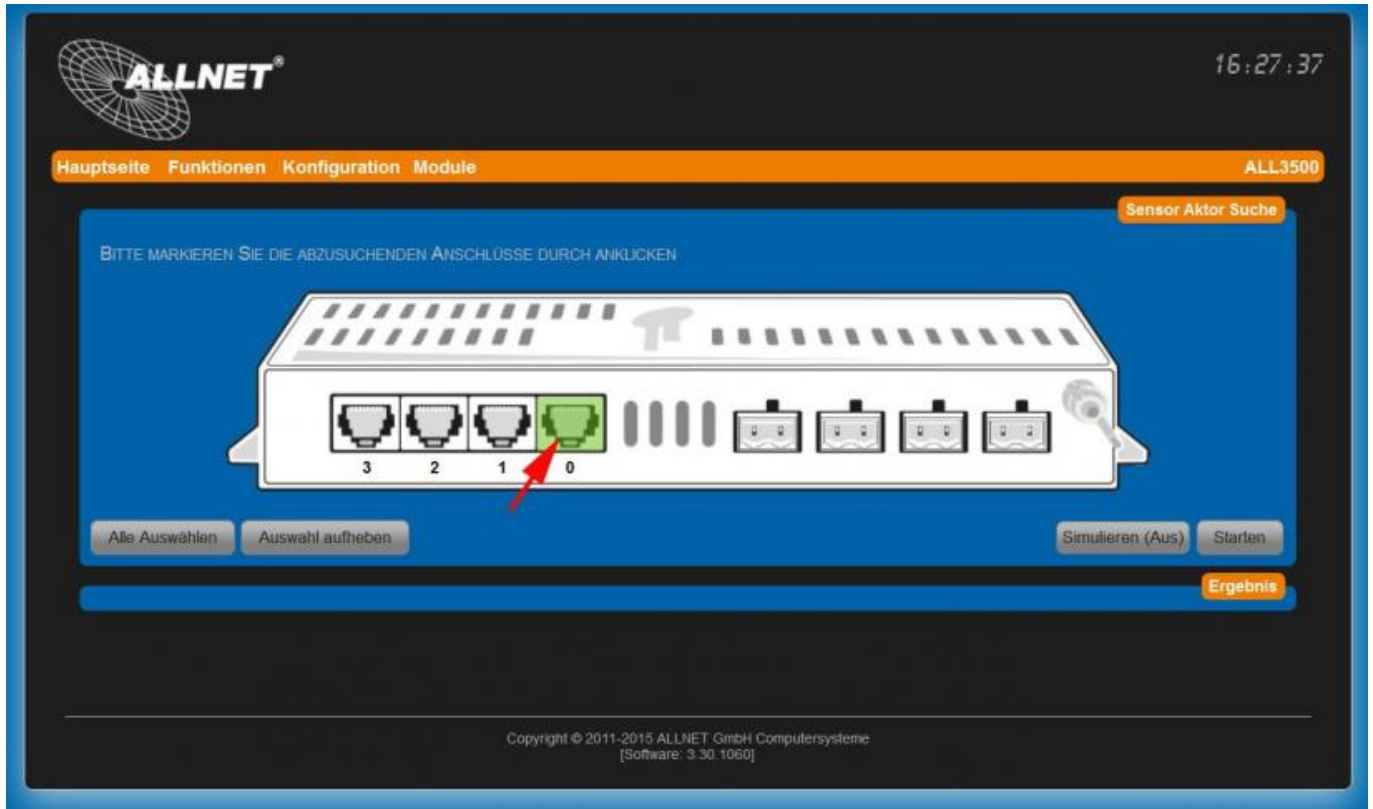 ALLNET®
16:27:37
Hauptseite Funktionen Konfiguration Module ALL3500
Sensor Aktor Suche
BITTE MARKIEREN SIE DIE ABZUSUCHENDEN ANSCHLÜSSE DURCH ANKLICKEN
3 2 1 0
Alle Auswählen Auswahl aufheben Simulieren (Aus) Starten
Ergebnis
Copyright © 2011-2015 ALLNET GmbH Computersysteme
[Software: 3.30.1060]